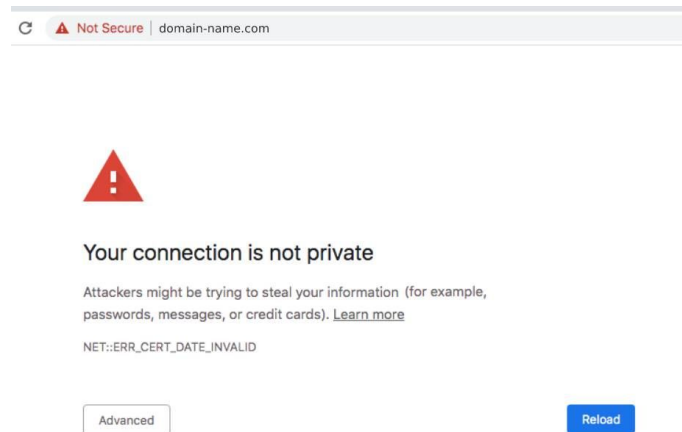 Not Secure | domain-name.com
!
Your connection is not private
Attackers might be trying to steal your information (for example,
passwords, messages, or credit cards). Learn more
NET::ERR_CERT_DATE_INVALID
Advanced Reload